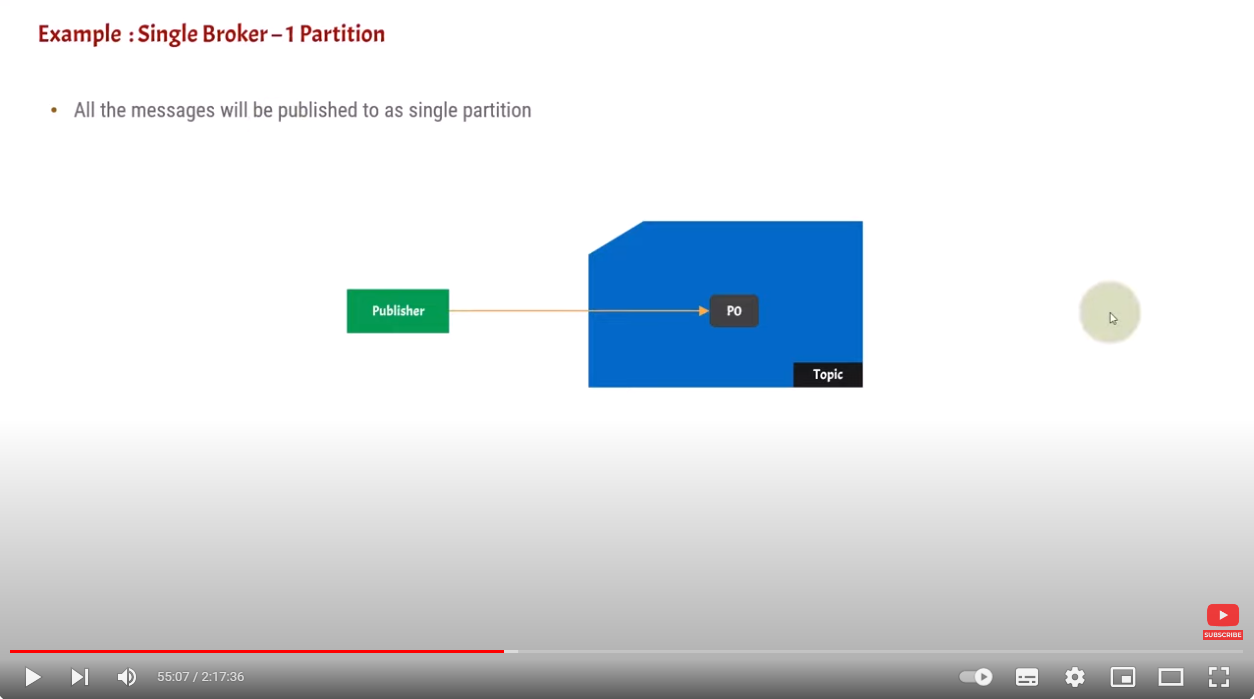 Example : Single Broker – 1 Partition
• All the messages will be published to as single partition
Publisher
P0
Topic
SUBSCRIBE
55:07 / 2:17:36